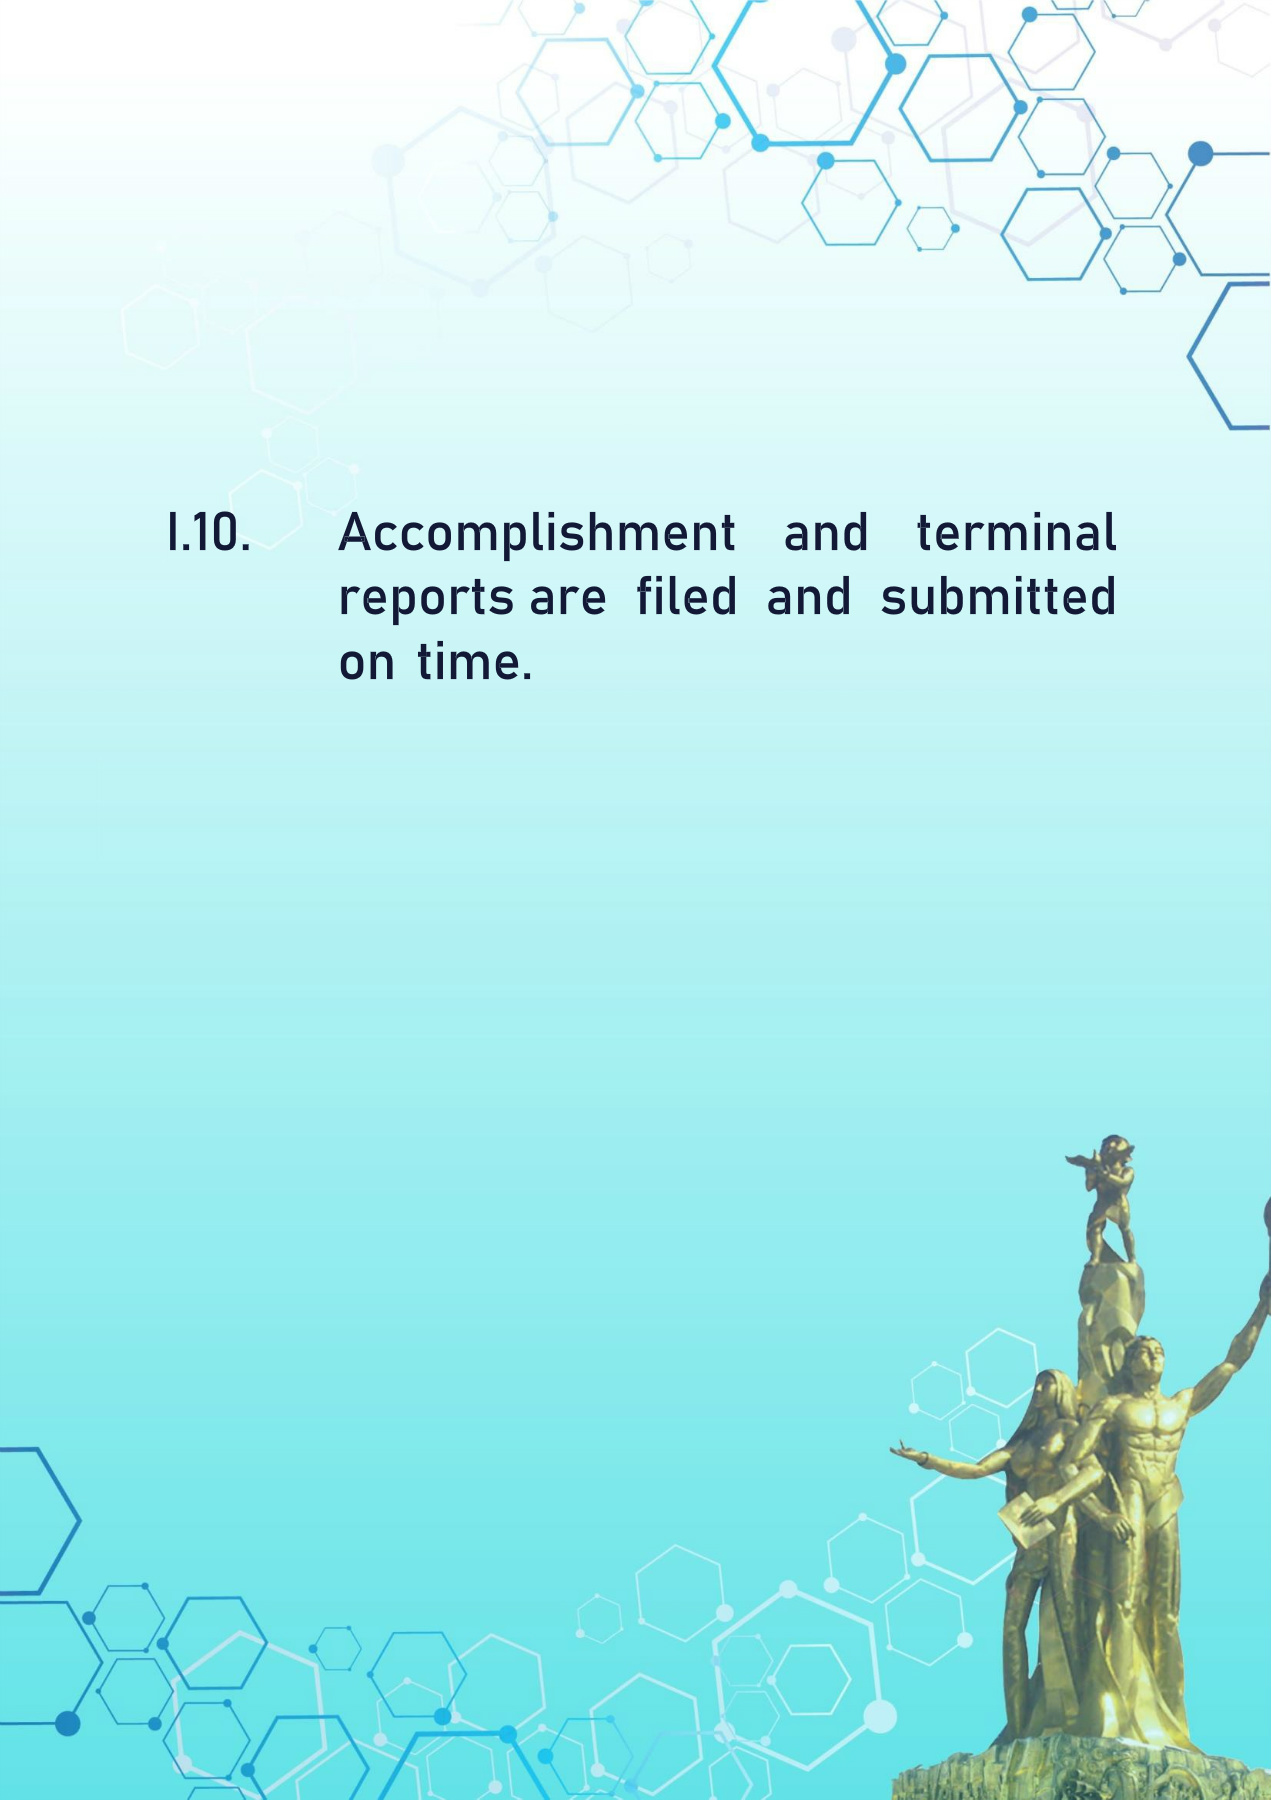 I.10. Accomplishment and terminal
reports are filed and submitted
on time.